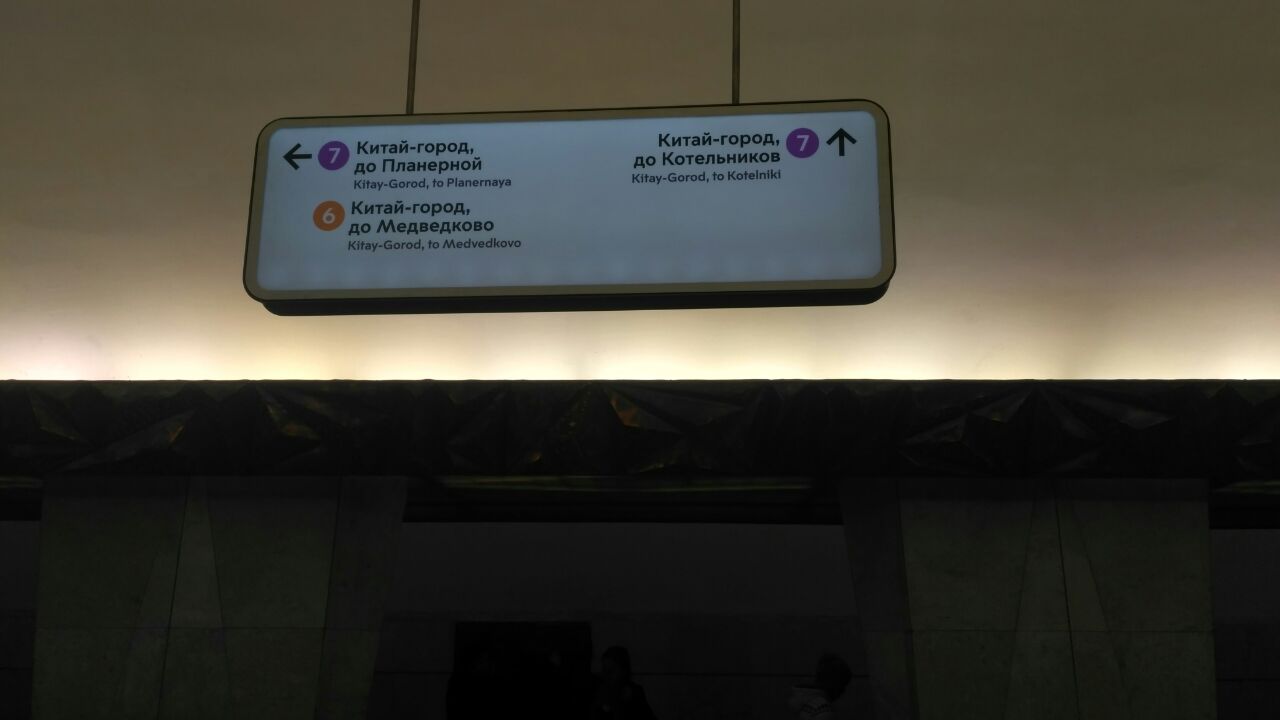 ← 7 Китай-город,
до Планерной
Kitay-Gorod, to Planernaya
6 Китай-город,
до Медведково
Kitay-Gorod, to Medvedkovo
Китай-город, 7 ↑
до Котельников
Kitay-Gorod, to Kotelniki